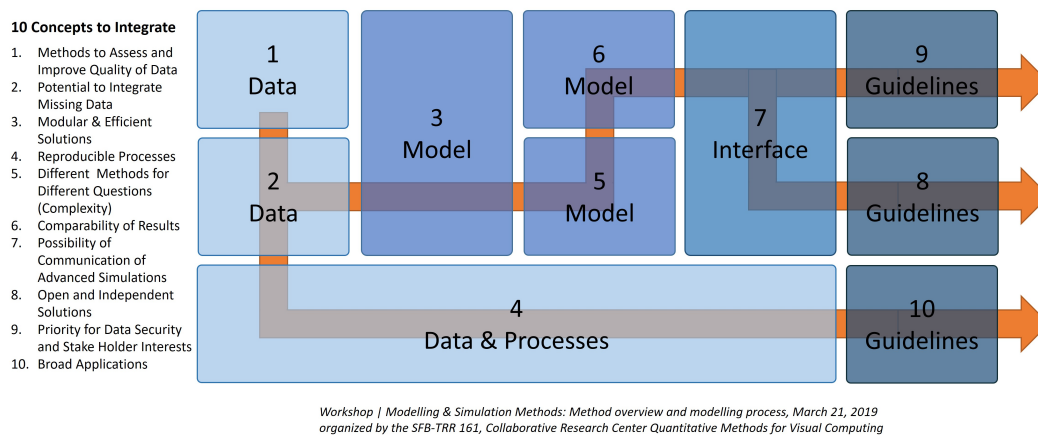 10 Concepts to Integrate
1. Methods to Assess and
Improve Quality of Data
2. Potential to Integrate
Missing Data
3. Modular & Efficient
Solutions
4. Reproducible Processes
5. Different Methods for
Different Questions
(Complexity)
6. Comparability of Results
7. Possibility of
Communication of
Advanced Simulations
8. Open and Independent
Solutions
9. Priority for Data Security
and Stake Holder Interests
10. Broad Applications
1
Data
2
Data
3
Model
6
Model
5
Model
7
Interface
9
Guidelines
8
Guidelines
4
Data & Processes
10
Guidelines
Workshop | Modelling & Simulation Methods: Method overview and modelling process, March 21, 2019
organized by the SFB-TRR 161, Collaborative Research Center Quantitative Methods for Visual Computing